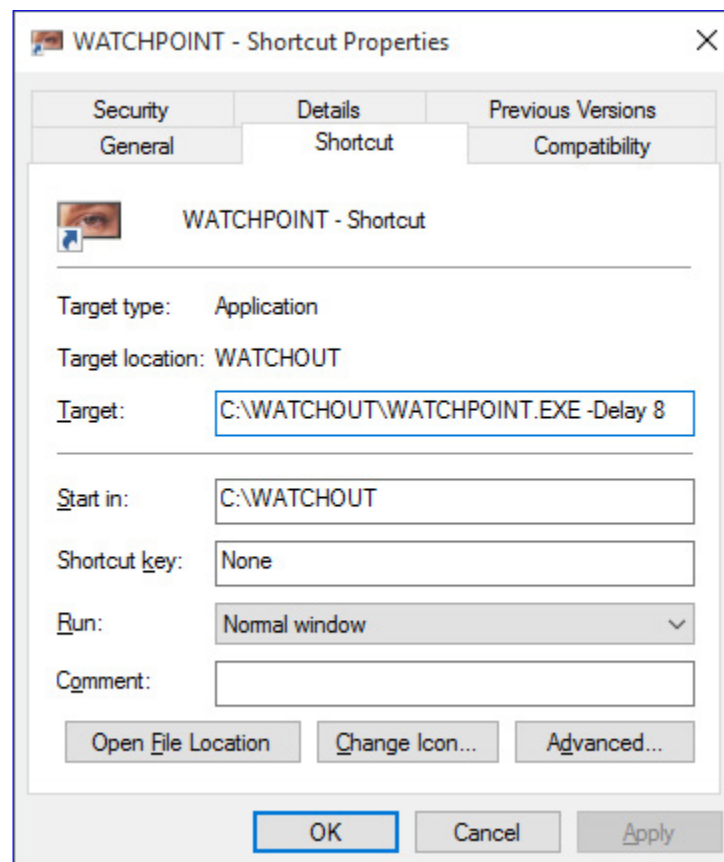 WATCHPOINT - Shortcut Properties
Security Details Previous Versions
General Shortcut Compatibility
WATCHPOINT - Shortcut
Target type: Application
Target location: WATCHOUT
Target: C:\WATCHOUT\WATCHPOINT.EXE -Delay 8
Start in: C:\WATCHOUT
Shortcut key: None
Run: Normal window
Comment:
Open File Location Change Icon... Advanced...
OK Cancel Apply